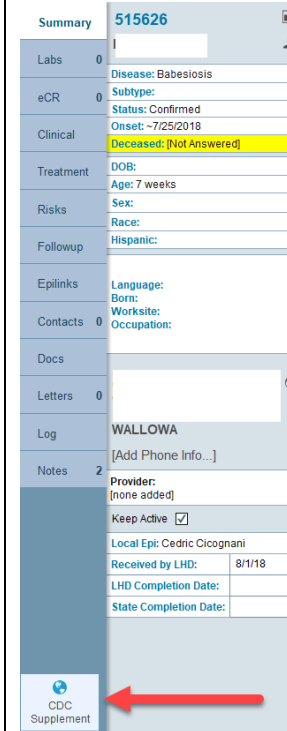 Summary
Labs 0
eCR 0
Clinical
Treatment
Risks
Followup
Epilinks
Contacts 0
Docs
Letters 0
Log
Notes 2
CDC
Supplement
515626
Disease: Babesiosis
Subtype:
Status: Confirmed
Onset: ~7/25/2018
Deceased: [Not Answered]
DOB:
Age: 7 weeks
Sex:
Race:
Hispanic:
Language:
Born:
Worksite:
Occupation:
WALLOWA
[Add Phone Info...]
Provider:
[none added]
Keep Active
Local Epi: Cedric Cicognani
Received by LHD: 8/1/18
LHD Completion Date:
State Completion Date: